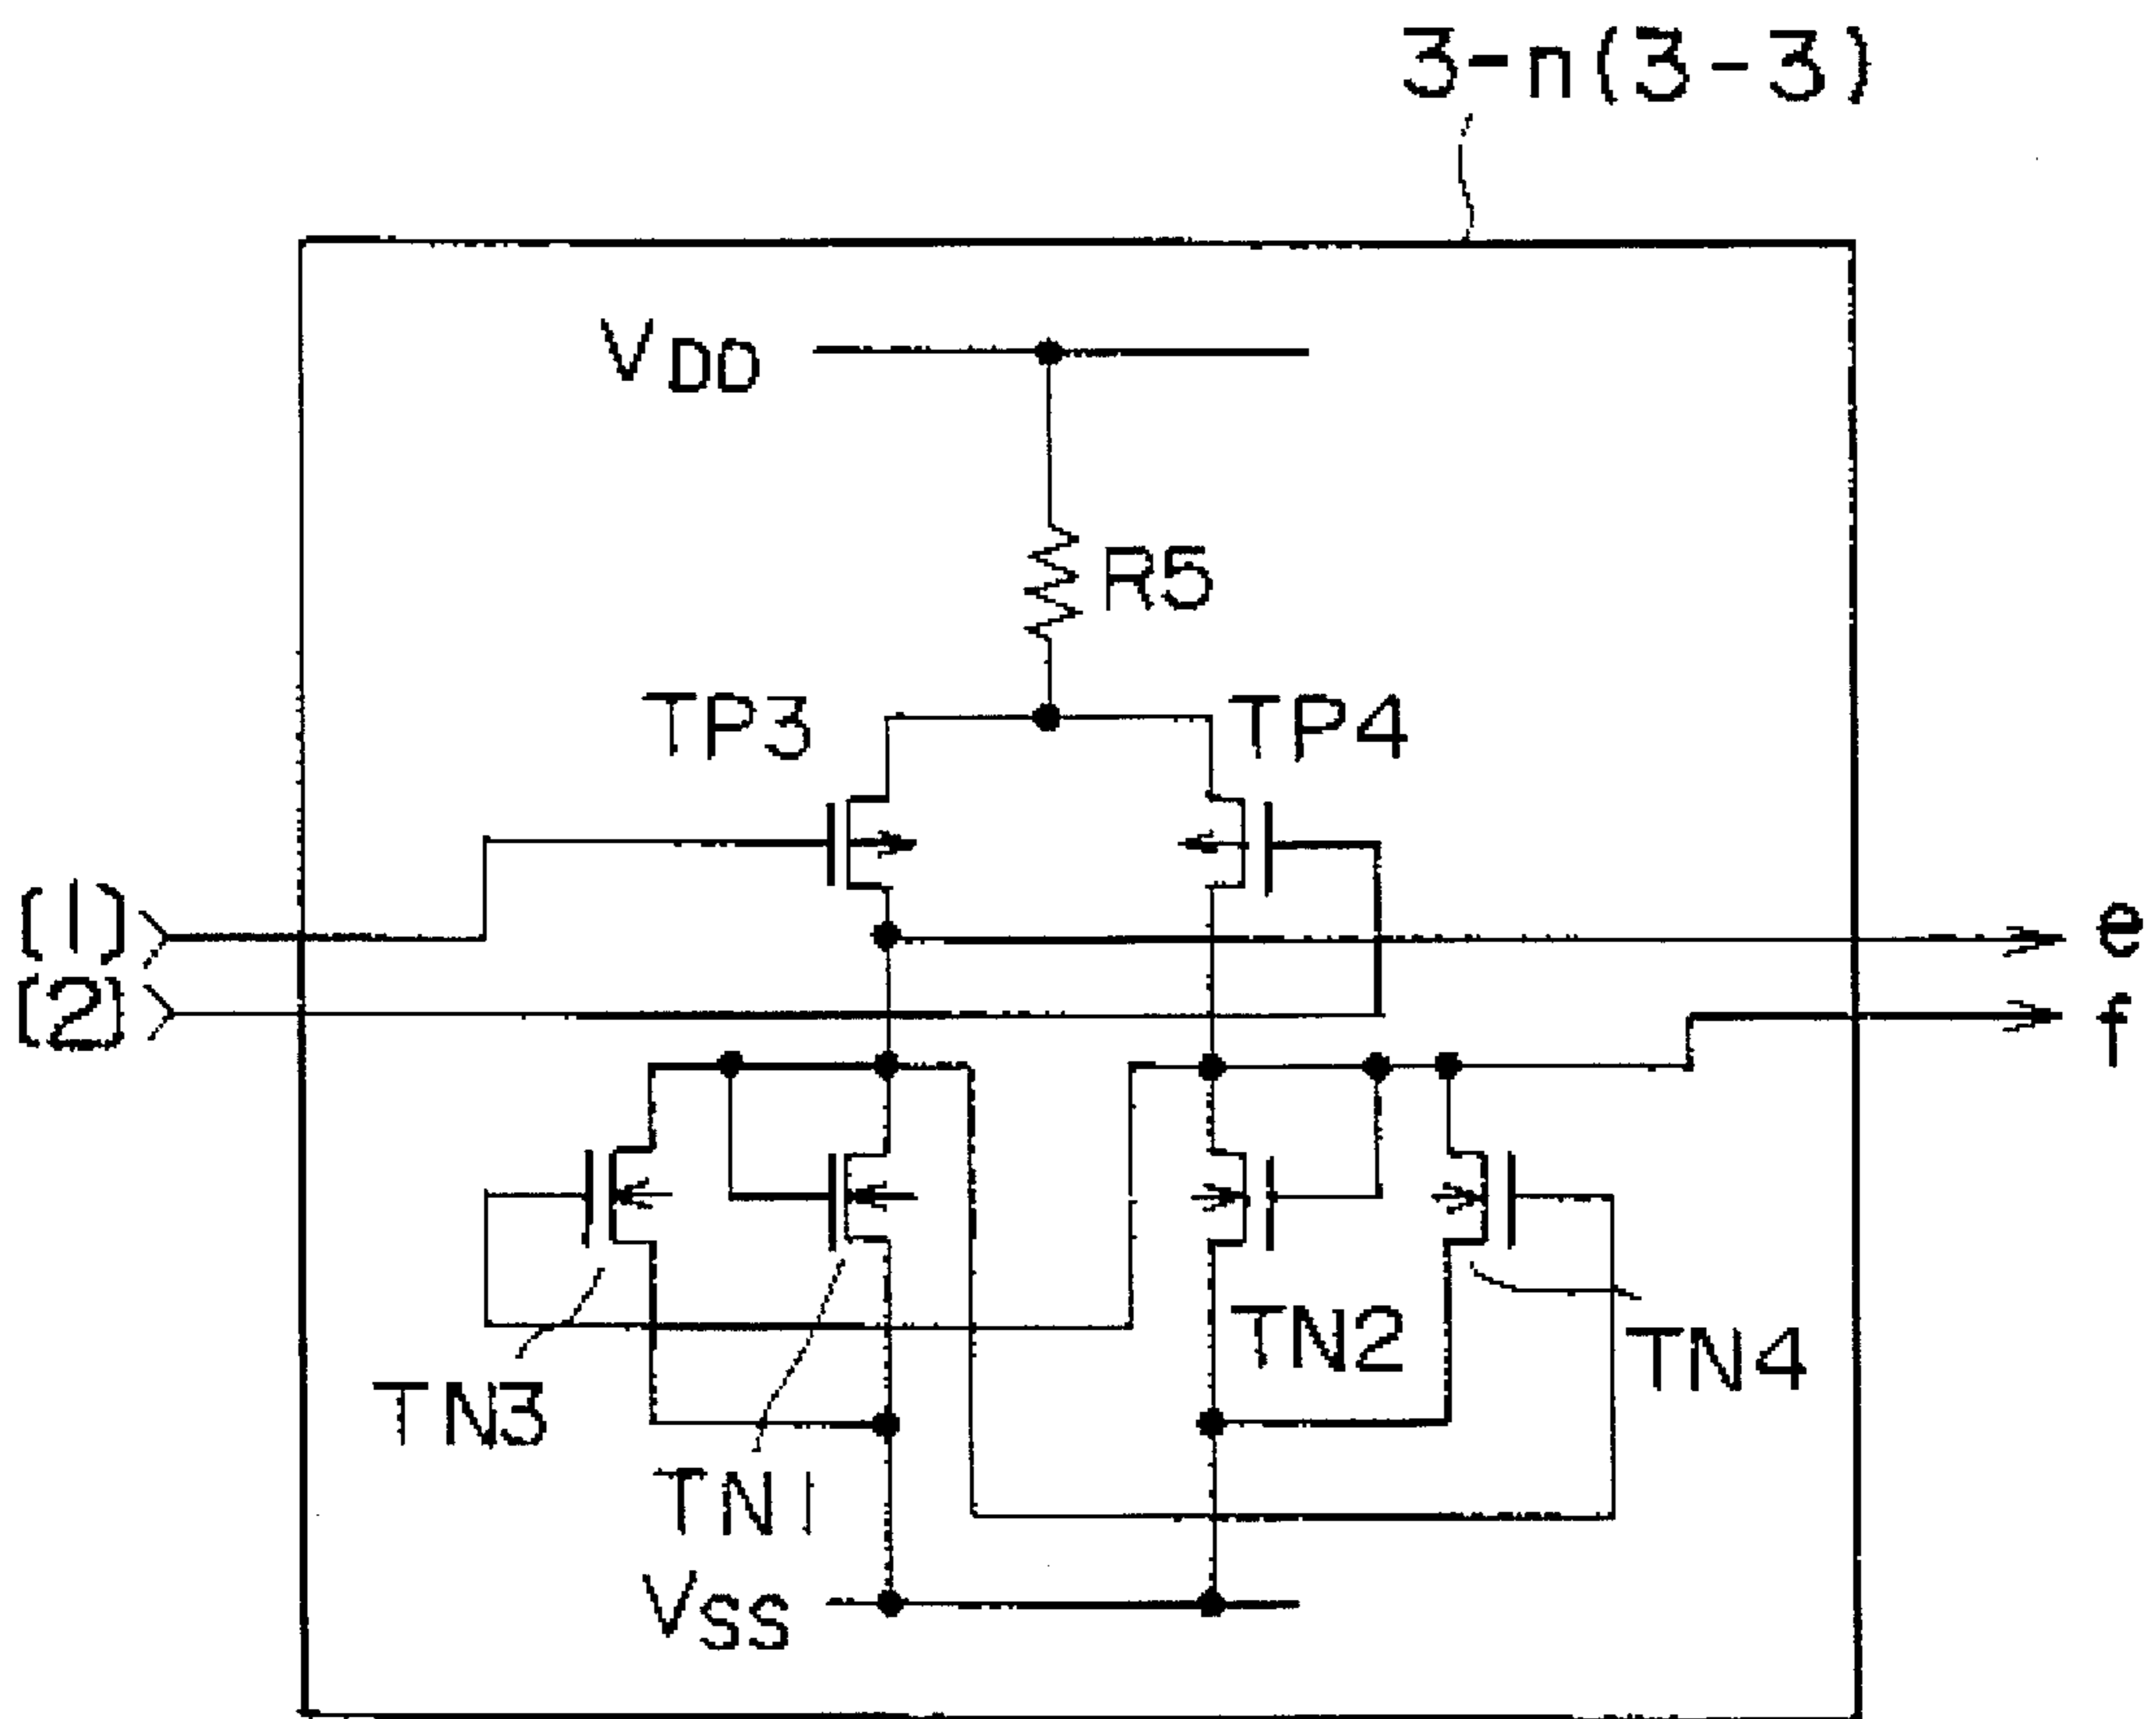 3-n(3-3)
VDD
R5
TP3
TP4
(1)
e
(2)
f
TN2
TN4
TN3
TN1
VSS